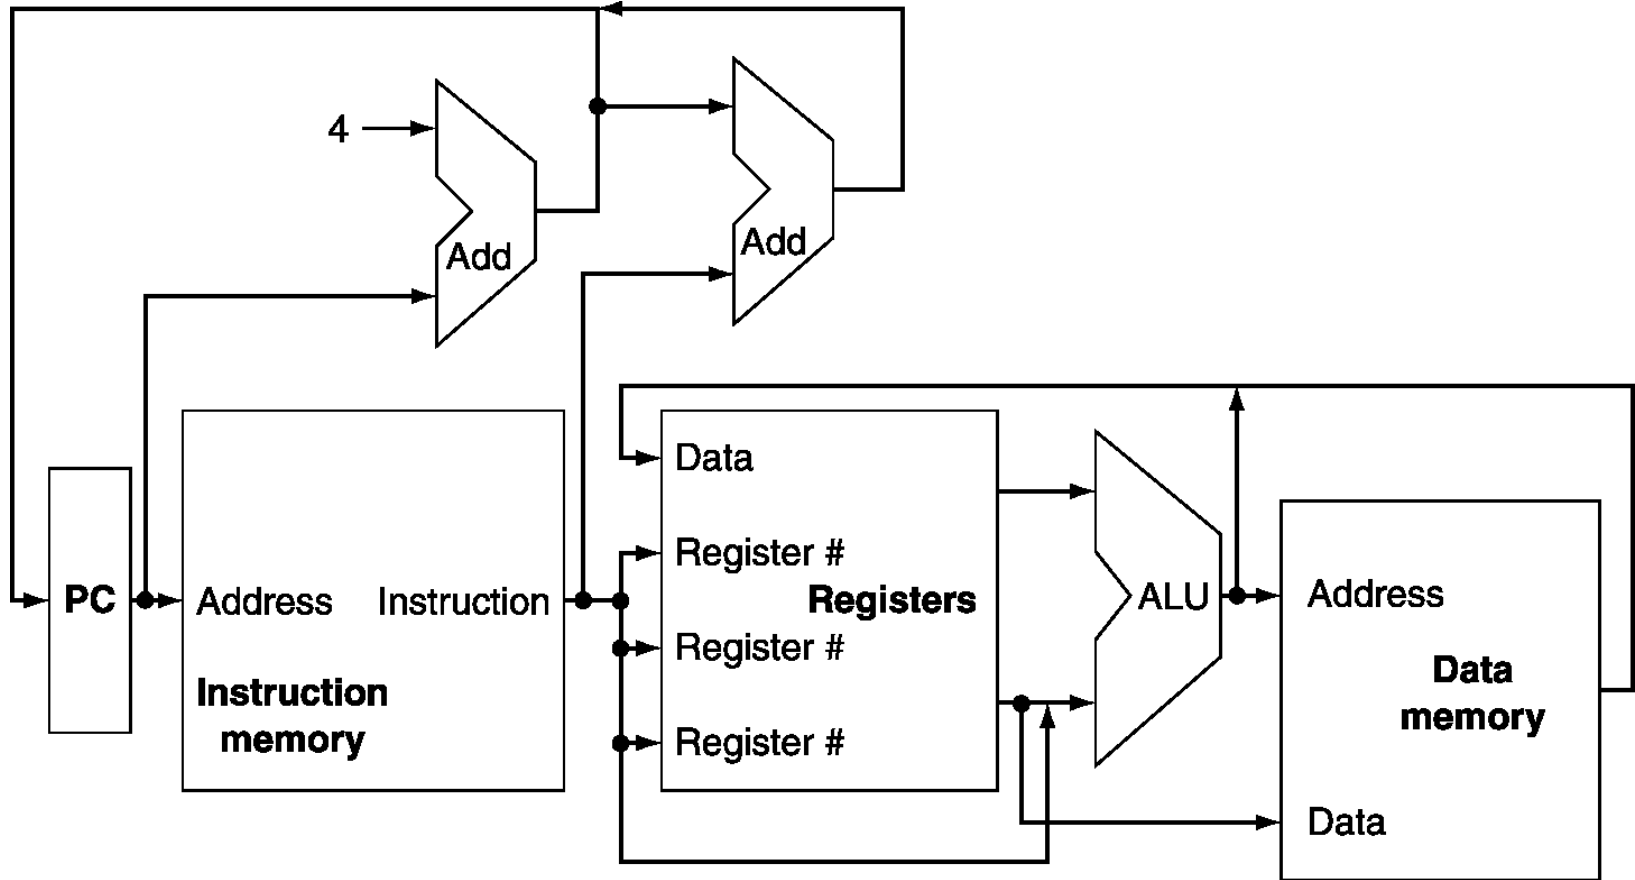 4
Add
Add
Data
Register #
PC
Address
Instruction
Registers
ALU
Address
Register #
Instruction
memory
Data
memory
Register #
Data